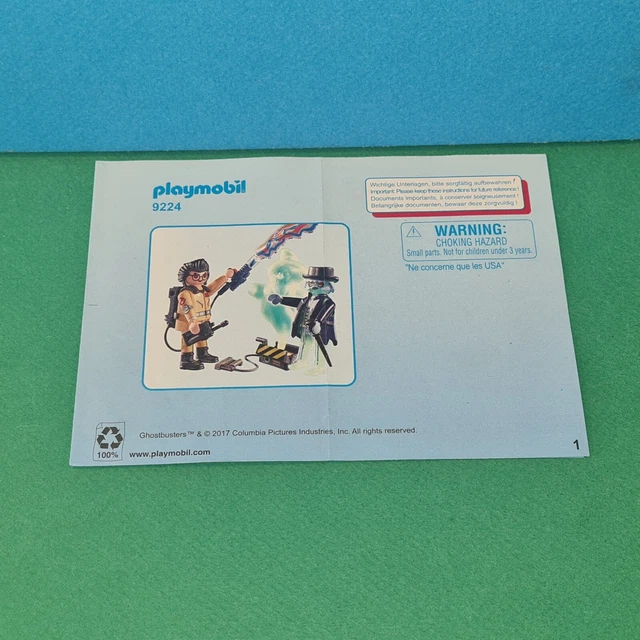 playmobil
9224
Wichtige Unterlagen, bitte sorgfältig aufbewahren !
Important: Please keep these instructions for future reference !
Documents importants, à conserver soigneusement !
Belangrijke documenten, bewaar deze zorgvuldig !
WARNING:
CHOKING HAZARD
Small parts. Not for children under 3 years.
"Ne concerne que les USA"
Ghostbusters™ & © 2017 Columbia Pictures Industries, Inc. All rights reserved.
100%
www.playmobil.com
1